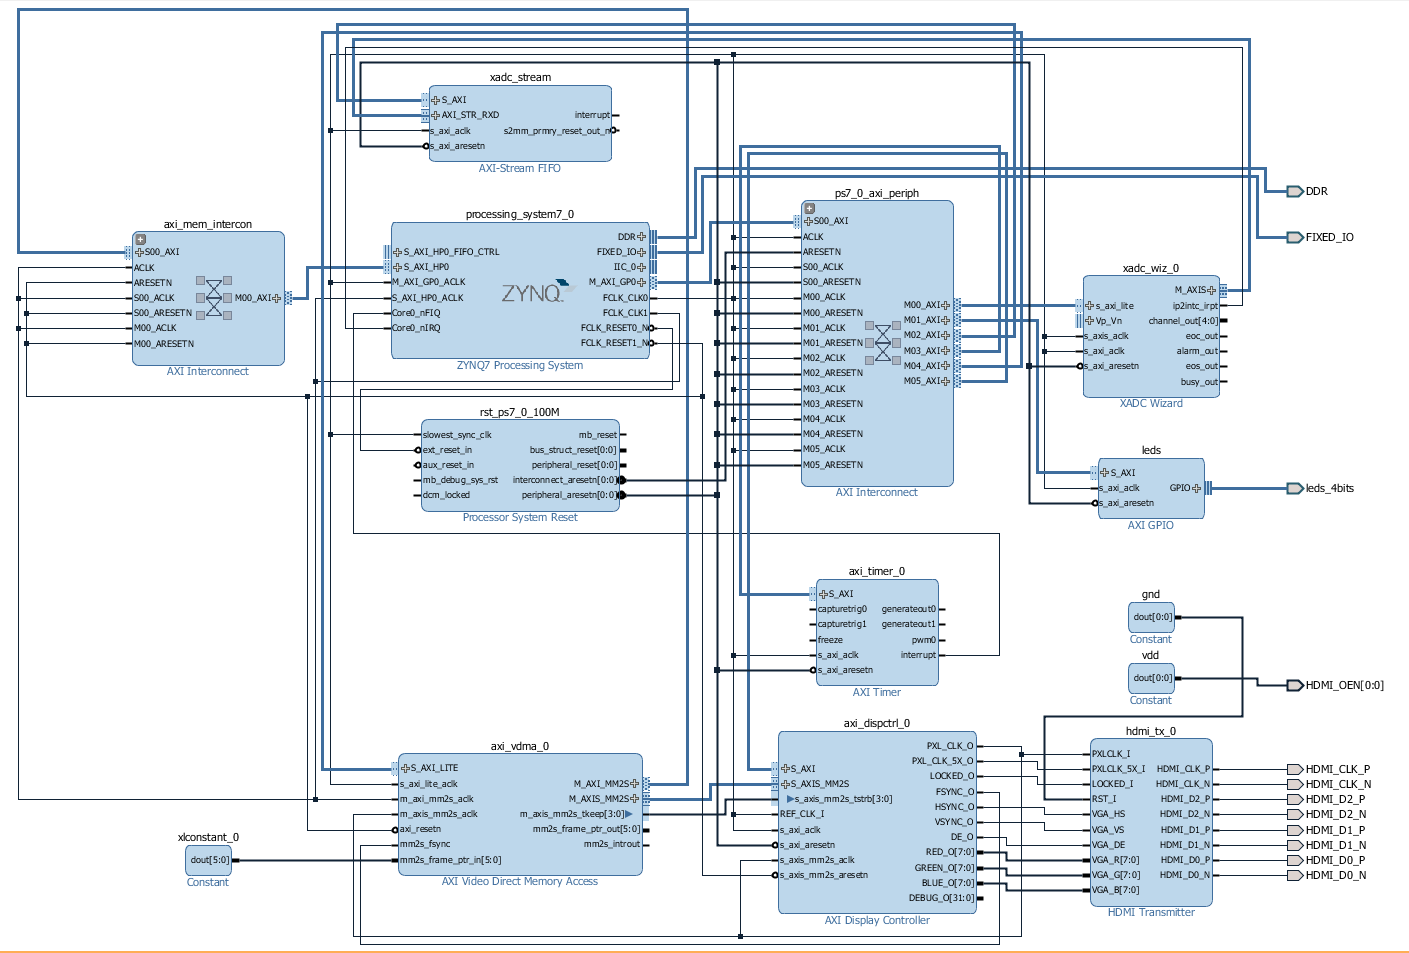 xadc_stream
S_AXI
AXI_STR_RXD
s_axi_aclk
s_axi_aresetn
interrupt
s2mm_prmry_reset_out_n
AXI-Stream FIFO
axi_mem_intercon
S00_AXI
ACLK
ARESETN
S00_ACLK
S00_ARESETN
M00_ACLK
M00_ARESETN
M00_AXI
AXI Interconnect
processing_system7_0
S_AXI_HP0_FIFO_CTRL
S_AXI_HP0
M_AXI_GP0_ACLK
S_AXI_HP0_ACLK
Core0_nFIQ
Core0_nIRQ
ZYNQ
DDR
FIXED_IO
IIC_0
M_AXI_GP0
FCLK_CLK0
FCLK_CLK1
FCLK_RESET0_N
FCLK_RESET1_N
ZYNQ7 Processing System
rst_ps7_0_100M
slowest_sync_clk
ext_reset_in
aux_reset_in
mb_debug_sys_rst
dcm_locked
mb_reset
bus_struct_reset[0:0]
peripheral_reset[0:0]
interconnect_aresetn[0:0]
peripheral_aresetn[0:0]
Processor System Reset
ps7_0_axi_periph
S00_AXI
ACLK
ARESETN
S00_ACLK
S00_ARESETN
M00_ACLK
M00_ARESETN
M01_ACLK
M01_ARESETN
M02_ACLK
M02_ARESETN
M03_ACLK
M03_ARESETN
M04_ACLK
M04_ARESETN
M05_ACLK
M05_ARESETN
M00_AXI
M01_AXI
M02_AXI
M03_AXI
M04_AXI
M05_AXI
AXI Interconnect
xadc_wiz_0
s_axi_lite
Vp_Vn
s_axis_aclk
s_axi_aclk
s_axi_aresetn
M_AXIS
ip2intc_irpt
channel_out[4:0]
eoc_out
alarm_out
eos_out
busy_out
XADC Wizard
leds
S_AXI
s_axi_aclk
s_axi_aresetn
GPIO
AXI GPIO
DDR
FIXED_IO
leds_4bits
axi_timer_0
S_AXI
capturetrig0
capturetrig1
freeze
s_axi_aclk
s_axi_aresetn
generateout0
generateout1
pwm0
interrupt
AXI Timer
gnd
dout[0:0]
Constant
vdd
dout[0:0]
Constant
HDMI_OEN[0:0]
axi_vdma_0
S_AXI_LITE
s_axi_lite_aclk
m_axi_mm2s_aclk
m_axis_mm2s_aclk
axi_resetn
mm2s_fsync
mm2s_frame_ptr_in[5:0]
M_AXI_MM2S
M_AXIS_MM2S
m_axis_mm2s_tkeep[3:0]
mm2s_frame_ptr_out[5:0]
mm2s_introut
AXI Video Direct Memory Access
xlconstant_0
dout[5:0]
Constant
axi_dispctrl_0
S_AXI
S_AXIS_MM2S
s_axis_mm2s_tstrb[3:0]
REF_CLK_I
s_axi_aclk
s_axi_aresetn
s_axis_mm2s_aclk
s_axis_mm2s_aresetn
PXL_CLK_O
PXL_CLK_5X_O
LOCKED_O
FSYNC_O
HSYNC_O
VSYNC_O
DE_O
RED_O[7:0]
GREEN_O[7:0]
BLUE_O[7:0]
DEBUG_O[31:0]
AXI Display Controller
hdmi_tx_0
PXLCLK_I
PXLCLK_5X_I
LOCKED_I
RST_I
VGA_HS
VGA_VS
VGA_DE
VGA_R[7:0]
VGA_G[7:0]
VGA_B[7:0]
HDMI_CLK_P
HDMI_CLK_N
HDMI_D2_P
HDMI_D2_N
HDMI_D1_P
HDMI_D1_N
HDMI_D0_P
HDMI_D0_N
HDMI Transmitter
HDMI_CLK_P
HDMI_CLK_N
HDMI_D2_P
HDMI_D2_N
HDMI_D1_P
HDMI_D1_N
HDMI_D0_P
HDMI_D0_N